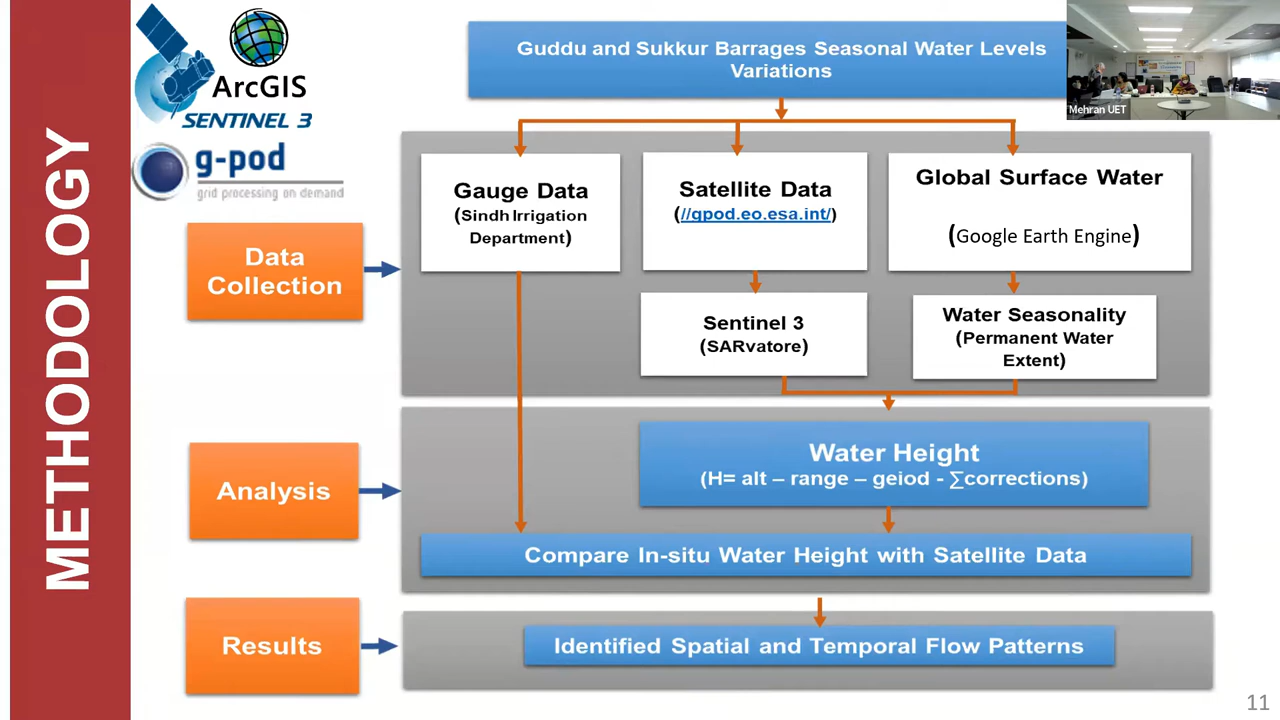 METHODOLOGY
ArcGIS
SENTINEL 3
g-pod
grid processing on demand
Guddu and Sukkur Barrages Seasonal Water Levels
Variations
Mehran UET
Data
Collection
Gauge Data
(Sindh Irrigation
Department)
Satellite Data
(//gpod.eo.esa.int/)
Global Surface Water
(Google Earth Engine)
Sentinel 3
(SARvatore)
Water Seasonality
(Permanent Water
Extent)
Analysis
Water Height
(H= alt – range – geiod - ∑corrections)
Compare In-situ Water Height with Satellite Data
Results
Identified Spatial and Temporal Flow Patterns
11